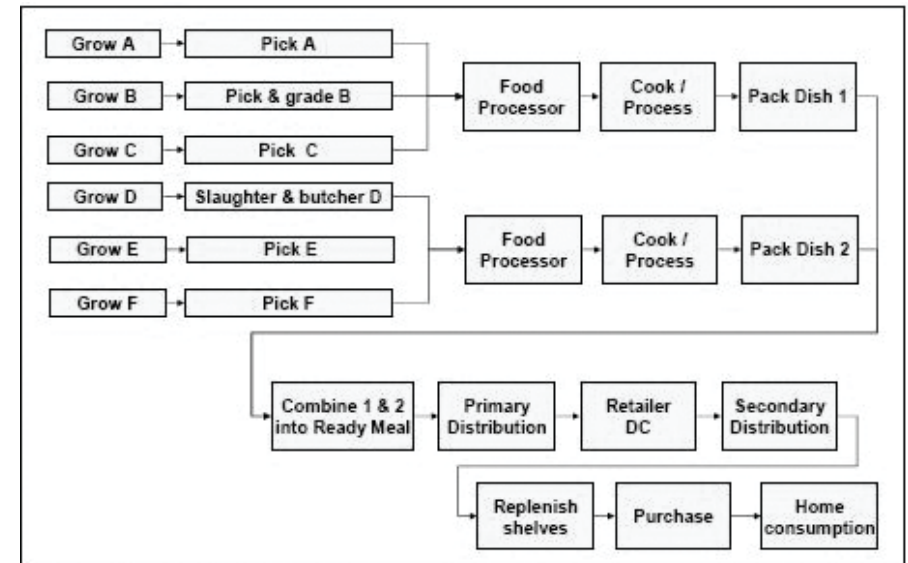 Grow A
Pick A
Grow B
Pick & grade B
Grow C
Pick C
Grow D
Slaughter & butcher D
Grow E
Pick E
Grow F
Pick F
Food
Processor
Cook /
Process
Pack Dish 1
Food
Processor
Cook /
Process
Pack Dish 2
Combine 1 & 2
into Ready Meal
Primary
Distribution
Retailer
DC
Secondary
Distribution
Replenish
shelves
Purchase
Home
consumption